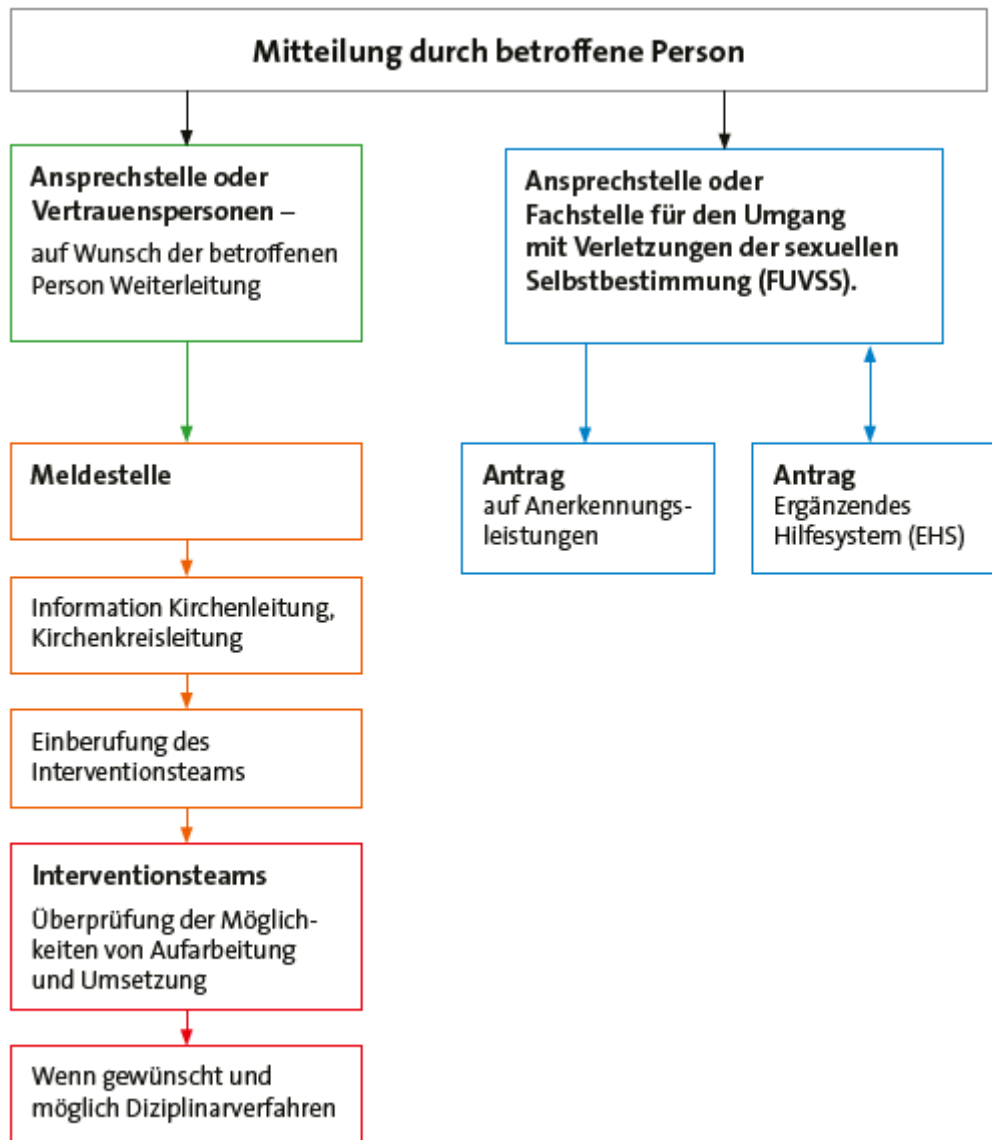 Mitteilung durch betroffene Person
Ansprechstelle oder
Vertrauenspersonen –
auf Wunsch der betroffenen
Person Weiterleitung
Ansprechstelle oder
Fachstelle für den Umgang
mit Verletzungen der sexuellen
Selbstbestimmung (FUVSS).
Meldestelle
Antrag
auf Anerkennungs-
leistungen
Antrag
Ergänzendes
Hilfesystem (EHS)
Information Kirchenleitung,
Kirchenkreisleitung
Einberufung des
Interventionsteams
Interventionsteams
Überprüfung der Möglich-
keiten von Aufarbeitung
und Umsetzung
Wenn gewünscht und
möglich Diziplinarverfahren